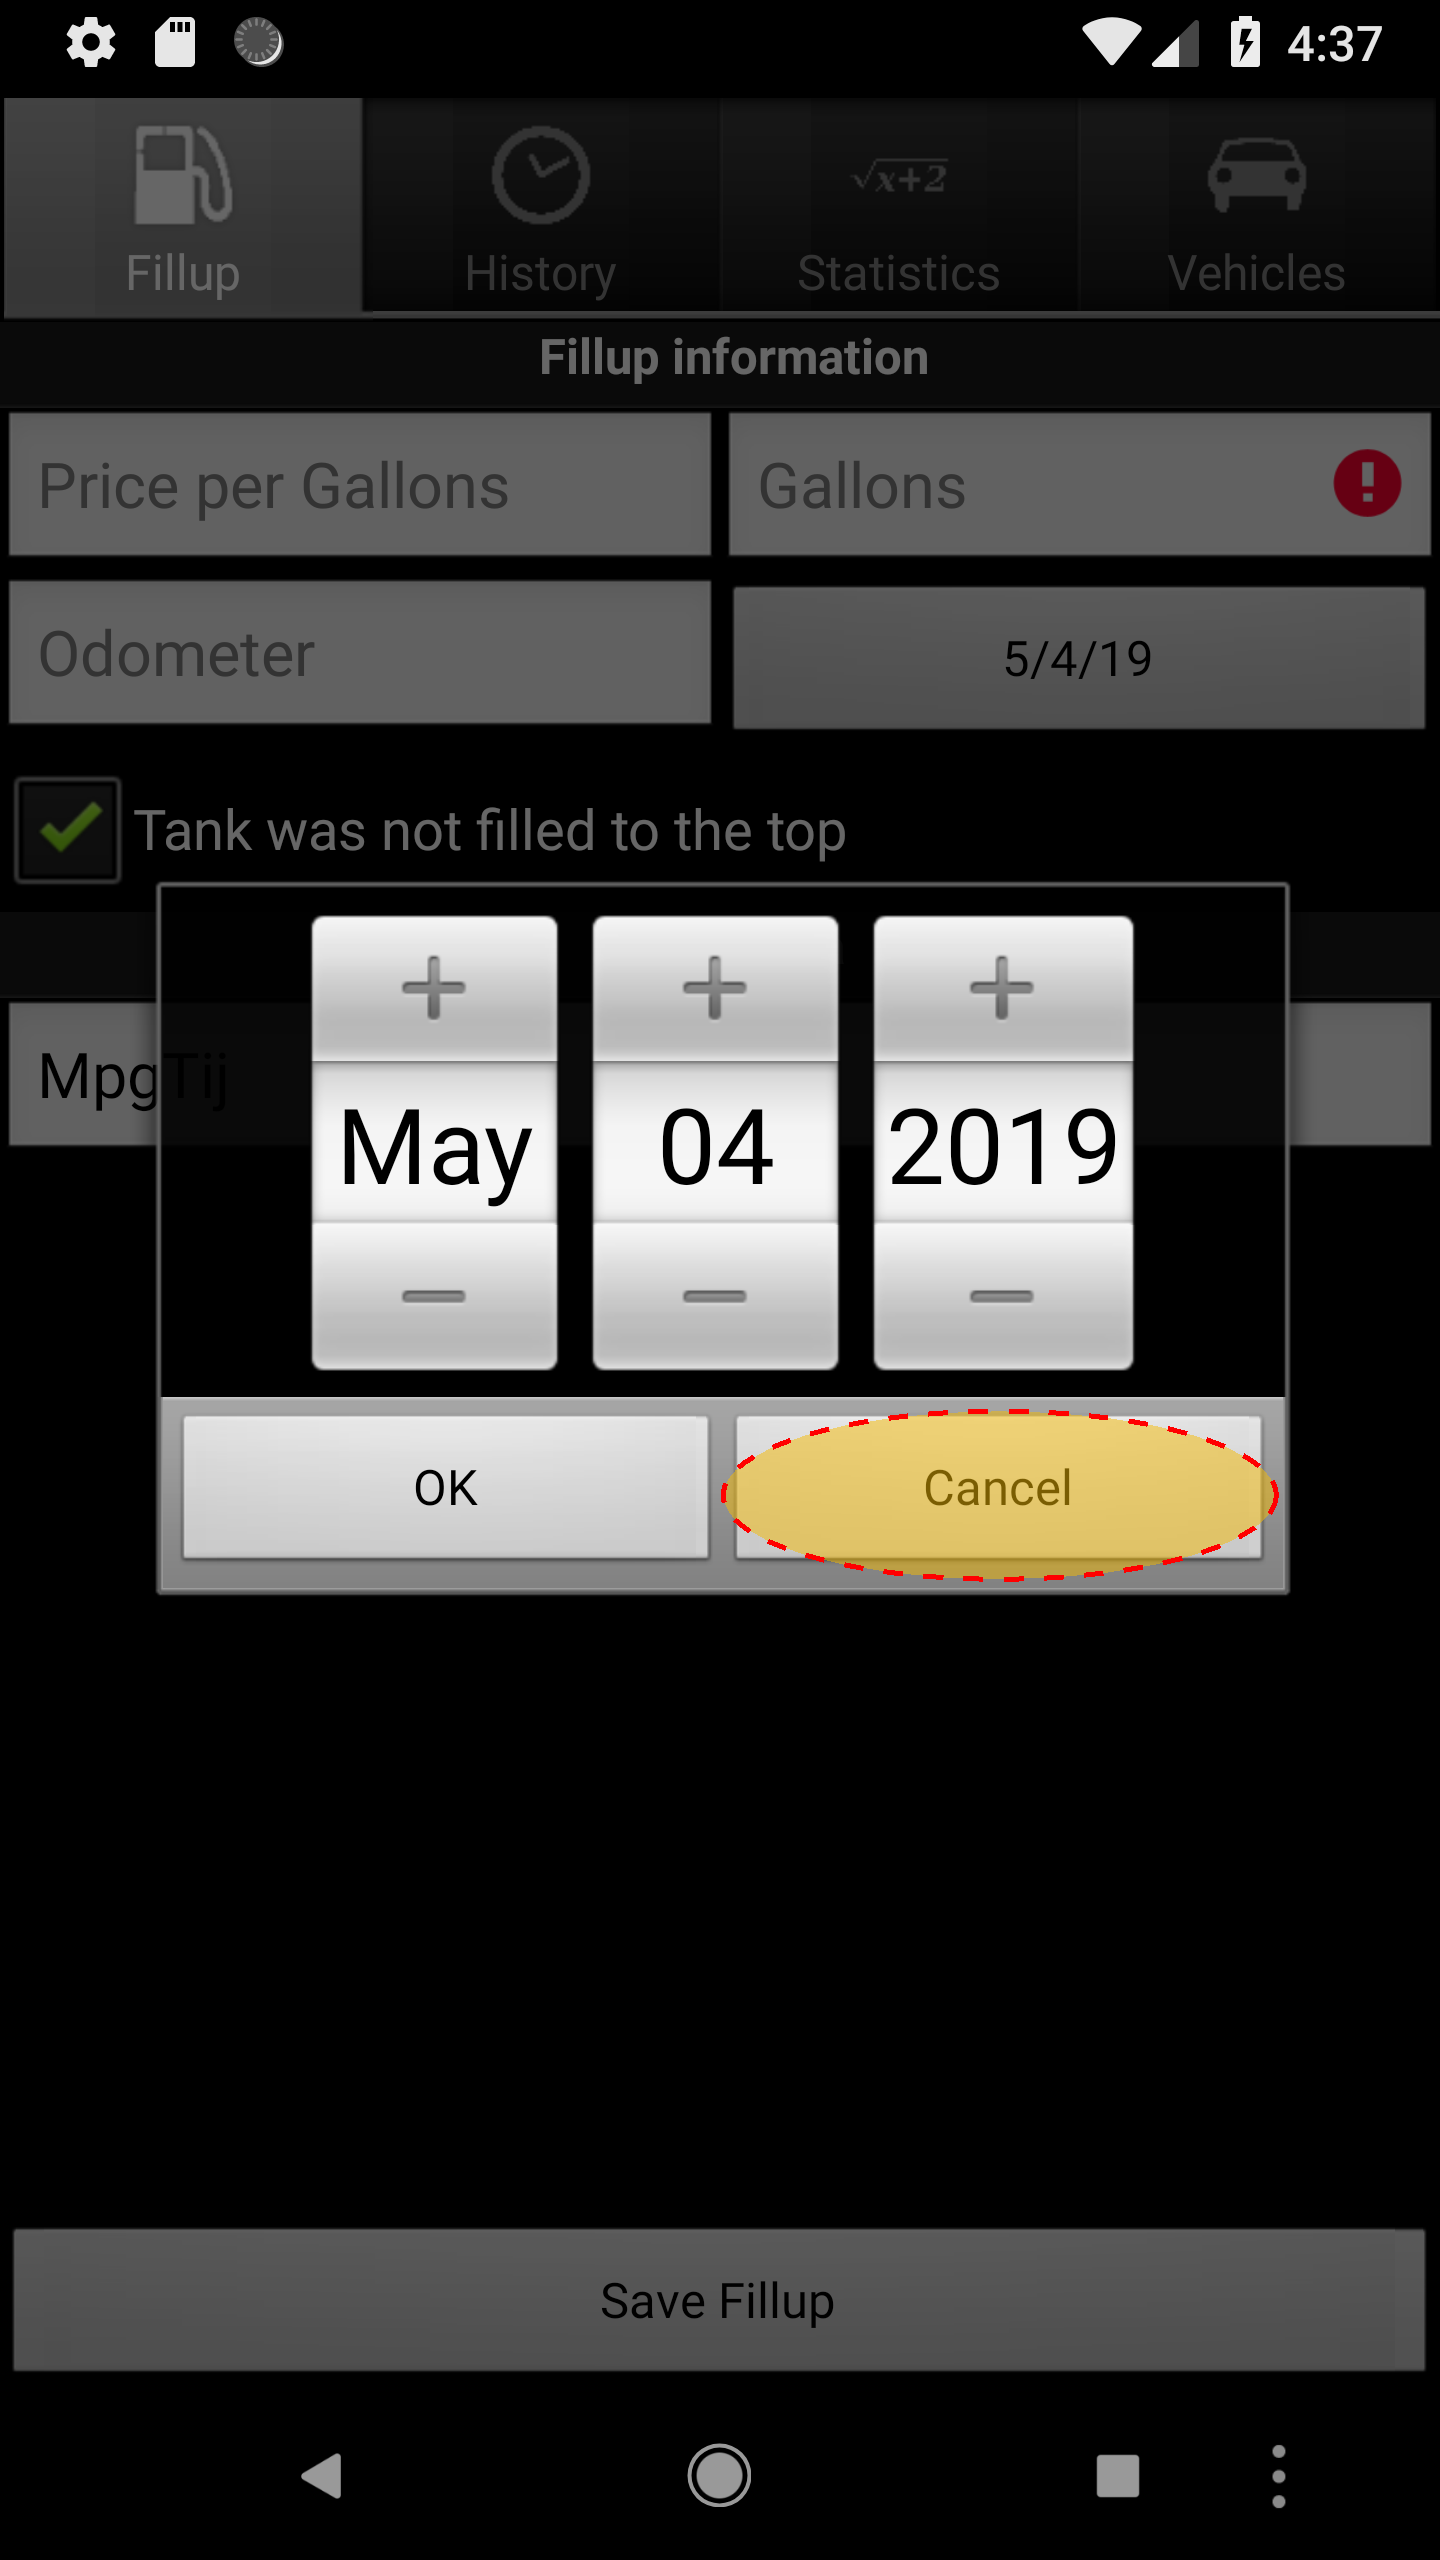 4:37
Fillup
History
√x+2
Statistics
Vehicles
Fillup information
Price per Gallons
Gallons
Odometer
5/4/19
Tank was not filled to the top
MpgTij
May
04
2019
OK
Cancel
Save Fillup